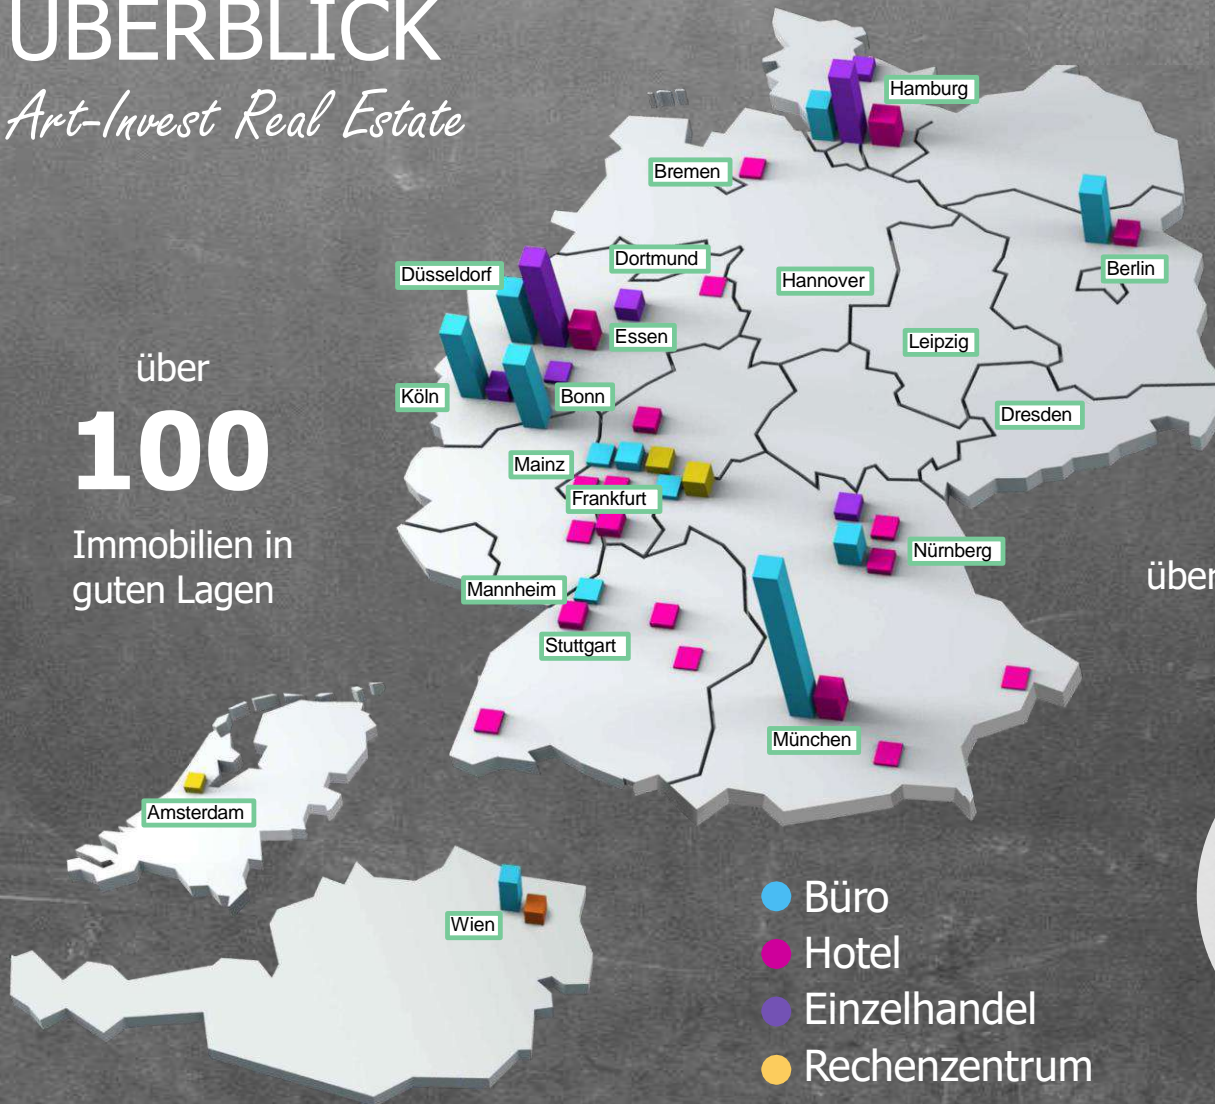 ÜBERBLICK
Art-Invest Real Estate
Hamburg
Bremen
Dortmund
Düsseldorf
Hannover
Berlin
Essen
Leipzig
über
Köln
Bonn
Dresden
100
Mainz
Frankfurt
Immobilien in
guten Lagen
Nürnberg
über
Mannheim
Stuttgart
München
Amsterdam
Wien
Büro
Hotel
Einzelhandel
Rechenzentrum